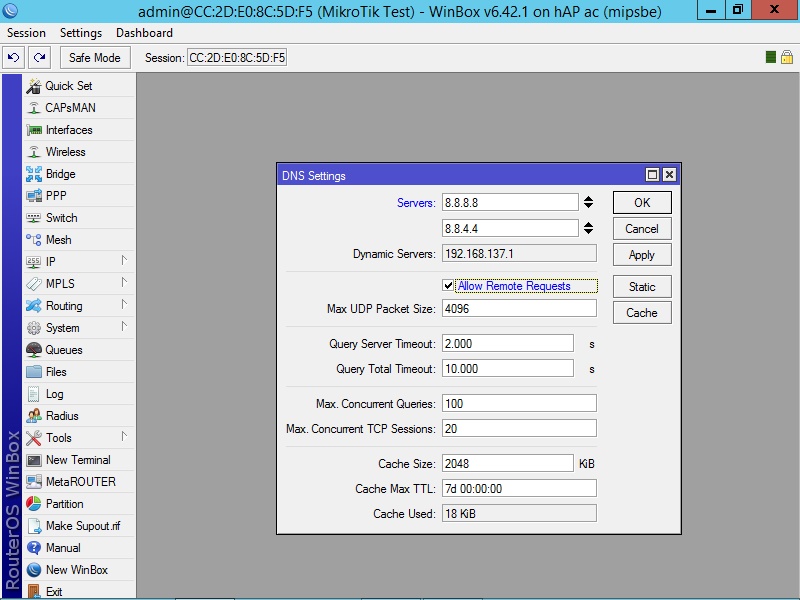 admin@CC:2D:E0:8C:5D:F5 (MikroTik Test) - WinBox v6.42.1 on hAP ac (mipsbe)
Session Settings Dashboard
Safe Mode Session: CC:2D:E0:8C:5D:F5
Quick Set
CAPsMAN
Interfaces
Wireless
Bridge
PPP
Switch
Mesh
IP
MPLS
Routing
System
Queues
Files
Log
Radius
Tools
New Terminal
MetaROUTER
Partition
Make Supout.rif
Manual
New WinBox
Exit
RouterOS WinBox
DNS Settings
Servers: 8.8.8.8 OK
8.8.4.4 Cancel
Dynamic Servers: 192.168.137.1 Apply
Allow Remote Requests Static
Max UDP Packet Size: 4096 Cache
Query Server Timeout: 2.000 s
Query Total Timeout: 10.000 s
Max. Concurrent Queries: 100
Max. Concurrent TCP Sessions: 20
Cache Size: 2048 KiB
Cache Max TTL: 7d 00:00:00
Cache Used: 18 KiB